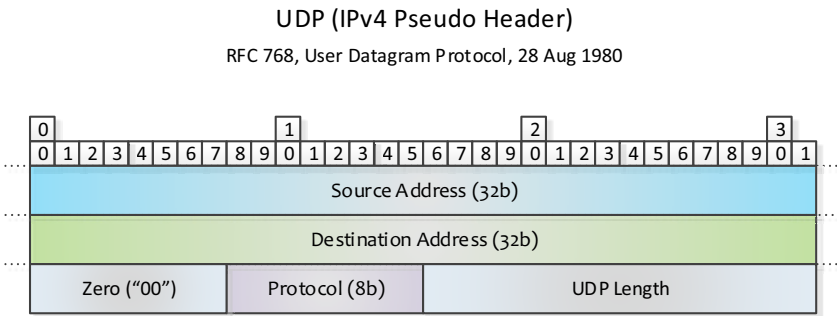 UDP (IPv4 Pseudo Header)
RFC 768, User Datagram Protocol, 28 Aug 1980
0 1 2 3
0 1 2 3 4 5 6 7 8 9 0 1 2 3 4 5 6 7 8 9 0 1 2 3 4 5 6 7 8 9 0 1
Source Address (32b)
Destination Address (32b)
Zero (“00”) Protocol (8b) UDP Length